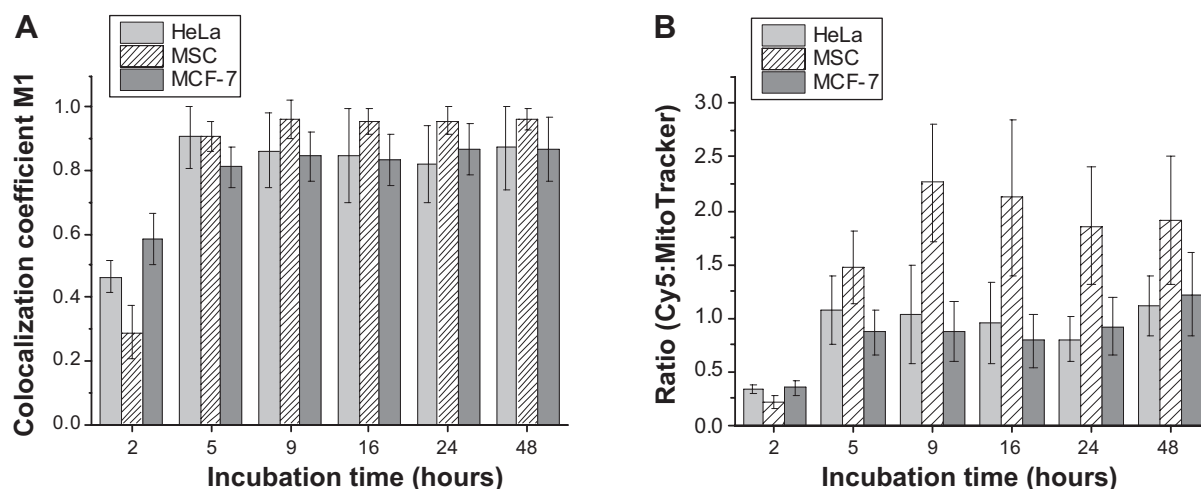 A
HeLa
MSC
MCF-7
Colocalization coefficient M1
1.0
0.8
0.6
0.4
0.2
0.0
2 5 9 16 24 48
Incubation time (hours)
B
HeLa
MSC
MCF-7
Ratio (Cy5:MitoTracker)
3.0
2.5
2.0
1.5
1.0
0.5
0.0
2 5 9 16 24 48
Incubation time (hours)